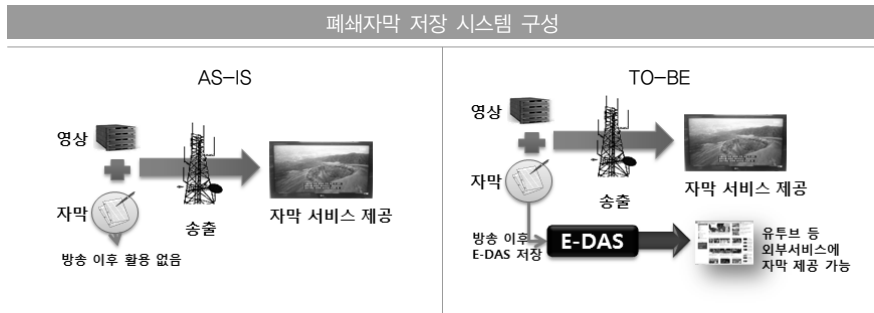 폐쇄자막 저장 시스템 구성
AS-IS
영상
자막
송출
자막 서비스 제공
방송 이후 활용 없음
TO-BE
영상
자막
송출
자막 서비스 제공
방송 이후
E-DAS 저장
E-DAS
유투브 등
외부서비스에
자막 제공 가능